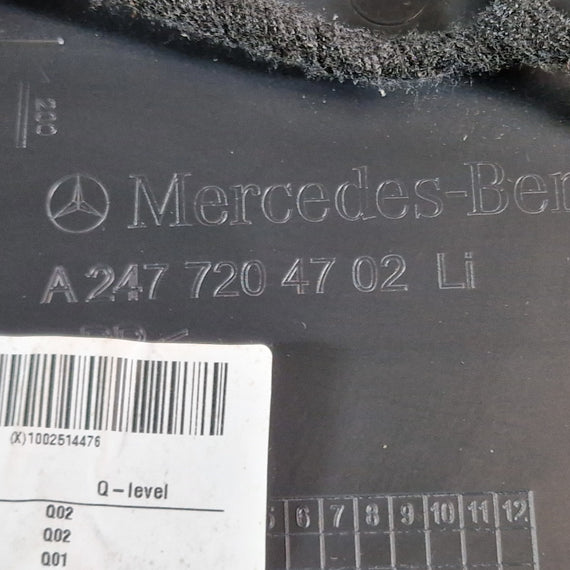 200
Mercedes-Ben
A 247 720 47 02 Li
(X)1002514476
Q-level
Q02
Q02
Q01
6 7 8 9 10 11 12